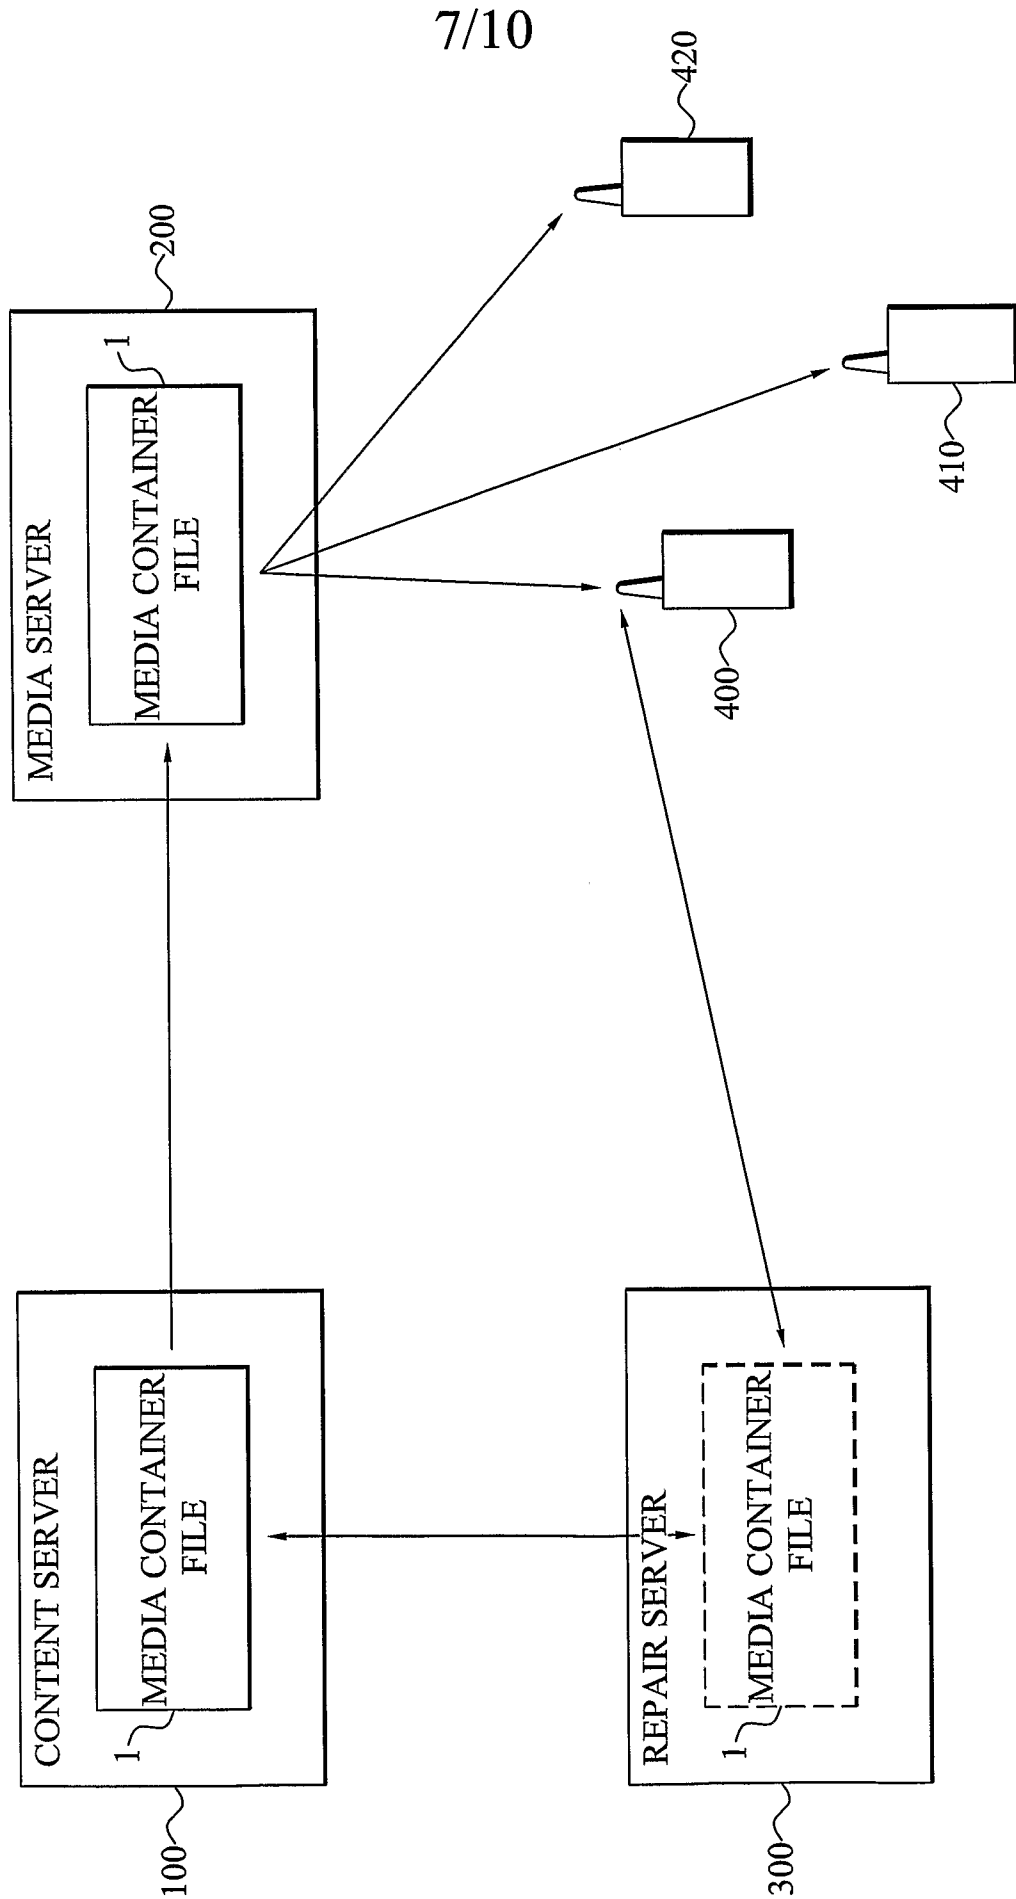 7/10
CONTENT SERVER
MEDIA CONTAINER
FILE
1
100
MEDIA SERVER
MEDIA CONTAINER
FILE
1
200
REPAIR SERVER
MEDIA CONTAINER
FILE
1
300
400
410
420